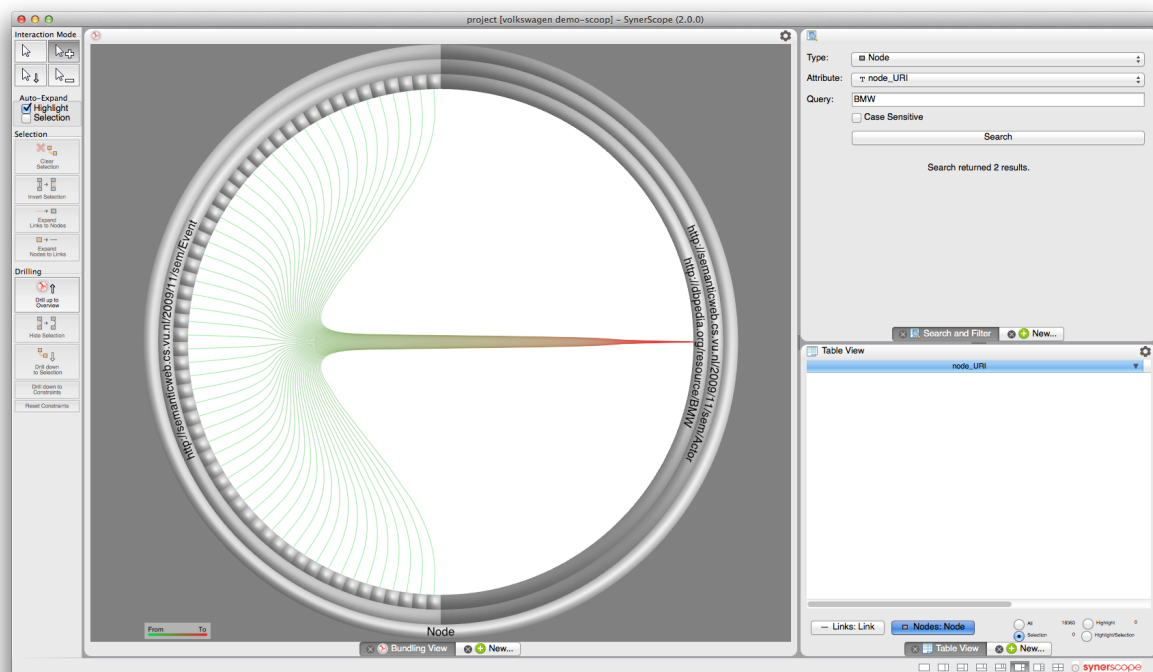 project [volkswagen demo-scoop] – SynerScope (2.0.0)
Interaction Mode
Auto-Expand
Highlight
Selection
Selection
Clear
Selection
Invert Selection
Expand
Links to Nodes
Expand
Nodes to Links
Drilling
Drill up to
Overview
Hide Selection
Drill down
to Selection
Drill down to
Constraints
Reset Constraints
http://semanticweb.cs.vu.nl/2009/11/sem/Event
http://semanticweb.cs.vu.nl/2009/11/sem/Actor
http://dbpedia.org/resource/BMW
Node
From To
Bundling View
New...
Type: Node
Attribute: T node_URI
Query: BMW
Case Sensitive
Search
Search returned 2 results.
Search and Filter
New...
Table View
node_URI
Links: Link
Nodes: Node
All 16360
Highlight 0
Selection 0
Highlight/Selection
Table View
New...
synerscope